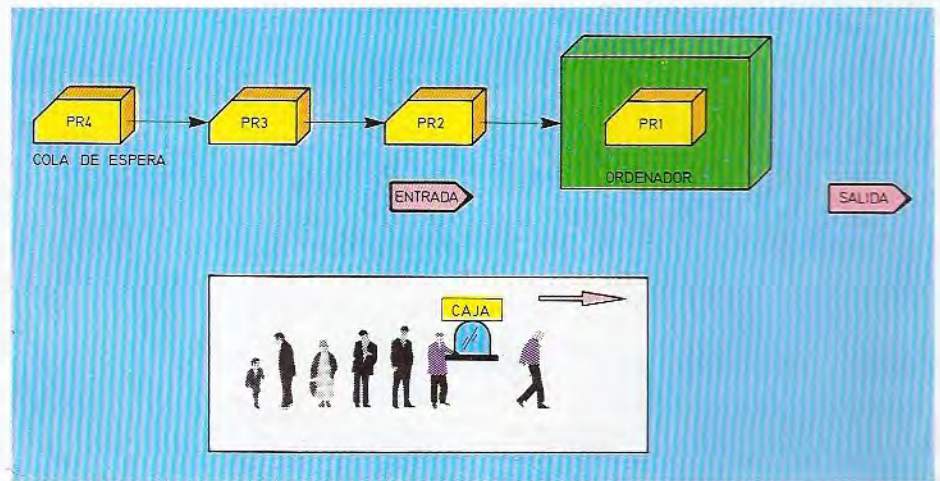 PR4
PR3
PR2
PR1
COLA DE ESPERA
ORDENADOR
ENTRADA
SALIDA
CAJA